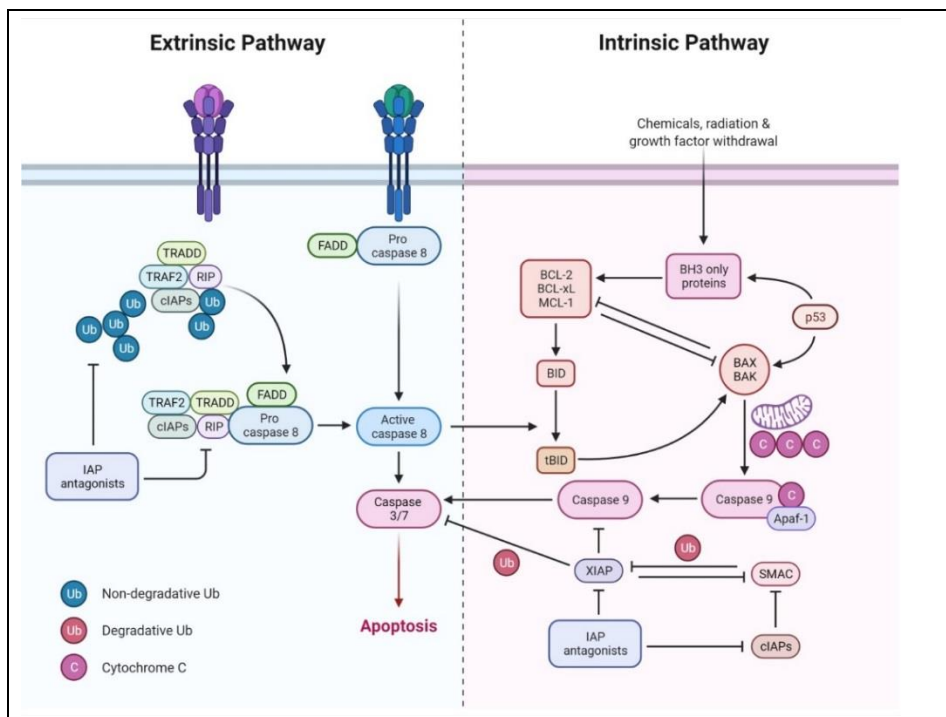 Extrinsic Pathway
Intrinsic Pathway
Chemicals, radiation &
growth factor withdrawal
FADD
Pro
caspase 8
TRADD
TRAF2
RIP
cIAPs
Ub
Ub
Ub
Ub
Ub
Ub
BCL-2
BCL-xL
MCL-1
BH3 only
proteins
p53
BAX
BAK
BID
tBID
C
C
C
FADD
TRAF2
TRADD
cIAPs
RIP
Pro
caspase 8
Active
caspase 8
IAP
antagonists
Caspase
3/7
Caspase 9
Caspase 9
C
Apaf-1
Ub
Ub
XIAP
SMAC
IAP
antagonists
cIAPs
Apoptosis
Ub Non-degradative Ub
Ub Degradative Ub
C Cytochrome C